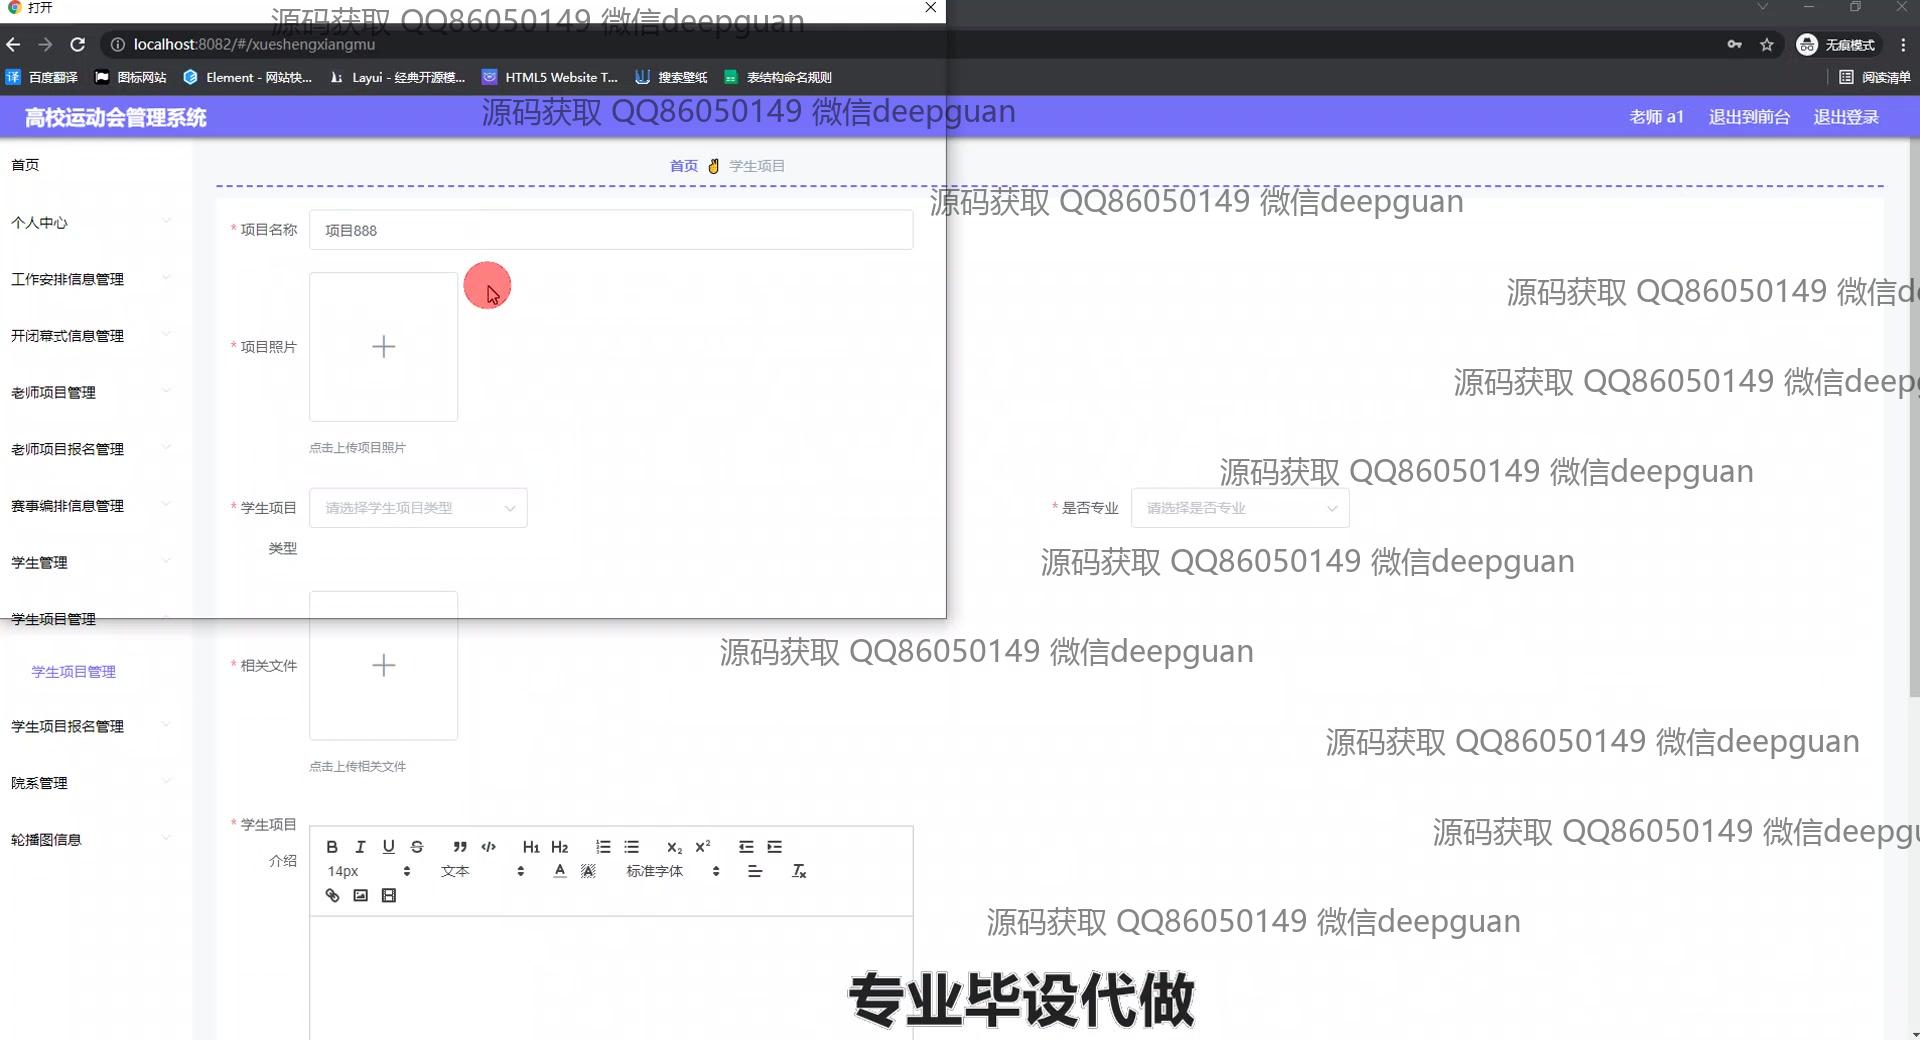 打开
源码获取 QQ86050149 微信deepguan
localhost:8082/#/xueshengxiangmu
无痕模式
百度翻译
图标网站
Element - 网站快...
Layui - 经典开源模...
HTML5 Website T...
搜索壁纸
表结构命名规则
阅读清单
高校运动会管理系统
源码获取 QQ86050149 微信deepguan
老师 a1
退出到前台
退出登录
首页
首页
学生项目
个人中心
源码获取 QQ86050149 微信deepguan
* 项目名称
项目888
工作安排信息管理
源码获取 QQ86050149 微信de
开闭幕式信息管理
* 项目照片
老师项目管理
源码获取 QQ86050149 微信deepg
老师项目报名管理
点击上传项目照片
源码获取 QQ86050149 微信deepguan
赛事编排信息管理
* 学生项目
类型
请选择学生项目类型
* 是否专业
请选择是否专业
学生管理
源码获取 QQ86050149 微信deepguan
学生项目管理
源码获取 QQ86050149 微信deepguan
学生项目管理
* 相关文件
学生项目报名管理
源码获取 QQ86050149 微信deepguan
点击上传相关文件
院系管理
轮播图信息
* 学生项目
介绍
源码获取 QQ86050149 微信deepgu
B I U S ” </> H1 H2 X2 X2
14px
文本
A
A
标准字体
Tx
源码获取 QQ86050149 微信deepguan
专业毕设代做